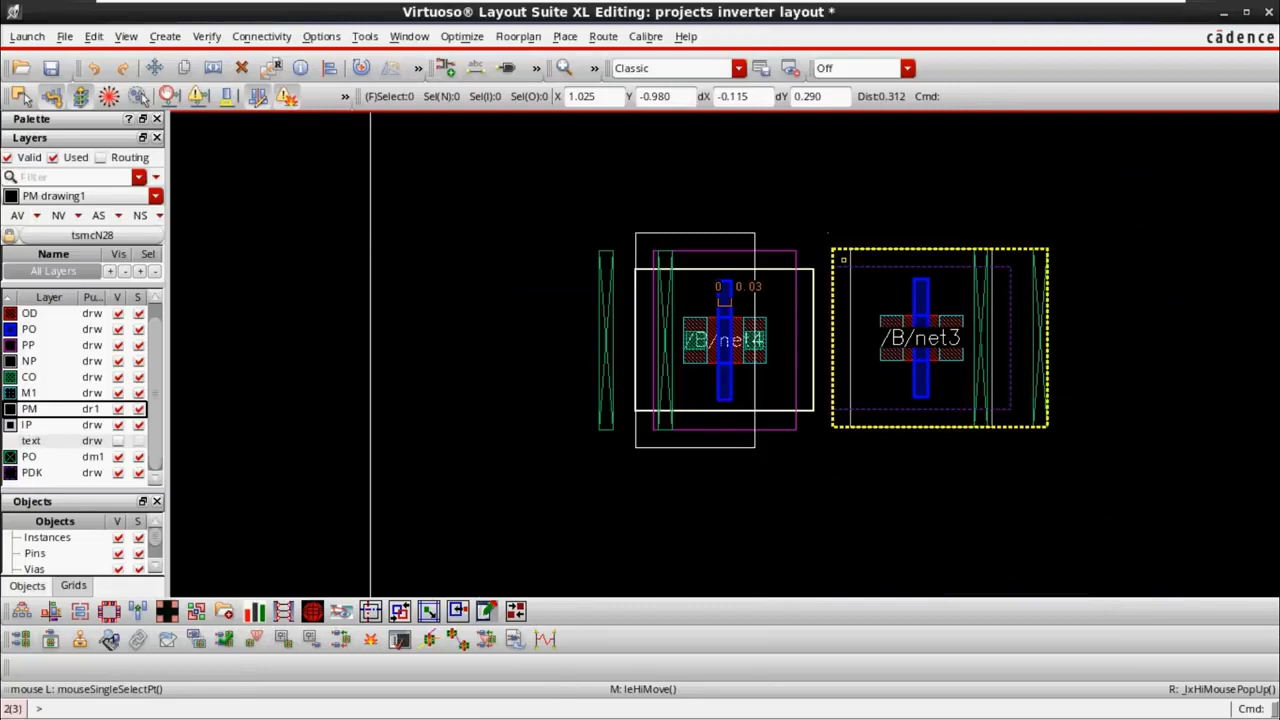 Virtuoso® Layout Suite XL Editing: projects inverter layout *
Launch File Edit View Create Verify Connectivity Options Tools Window Optimize Floorplan Place Route Calibre Help
cādence
Classic Off
(F)Select:0 Sel(N):0 Sel(I):0 Sel(O):0 X 1.025 Y -0.980 dX -0.115 dY 0.290 Dist:0.312 Cmd:
Palette
Layers
Valid Used Routing
Filter
PM drawing1
AV NV AS NS
tsmcN28
Name Vis Sel
All Layers + - + -
Layer Pu... V S
OD drw
PO drw
PP drw
NP drw
CO drw
M1 drw
PM dr1
IP drw
text drw
PO dm1
PDK drw
Objects
Objects V S
Instances
Pins
Vias
Objects Grids
0 0.03
/B/net4
/B/net3
mouse L: mouseSingleSelectPt() M: leHiMove() R: _lxHiMousePopUp()
2(3) > Cmd: